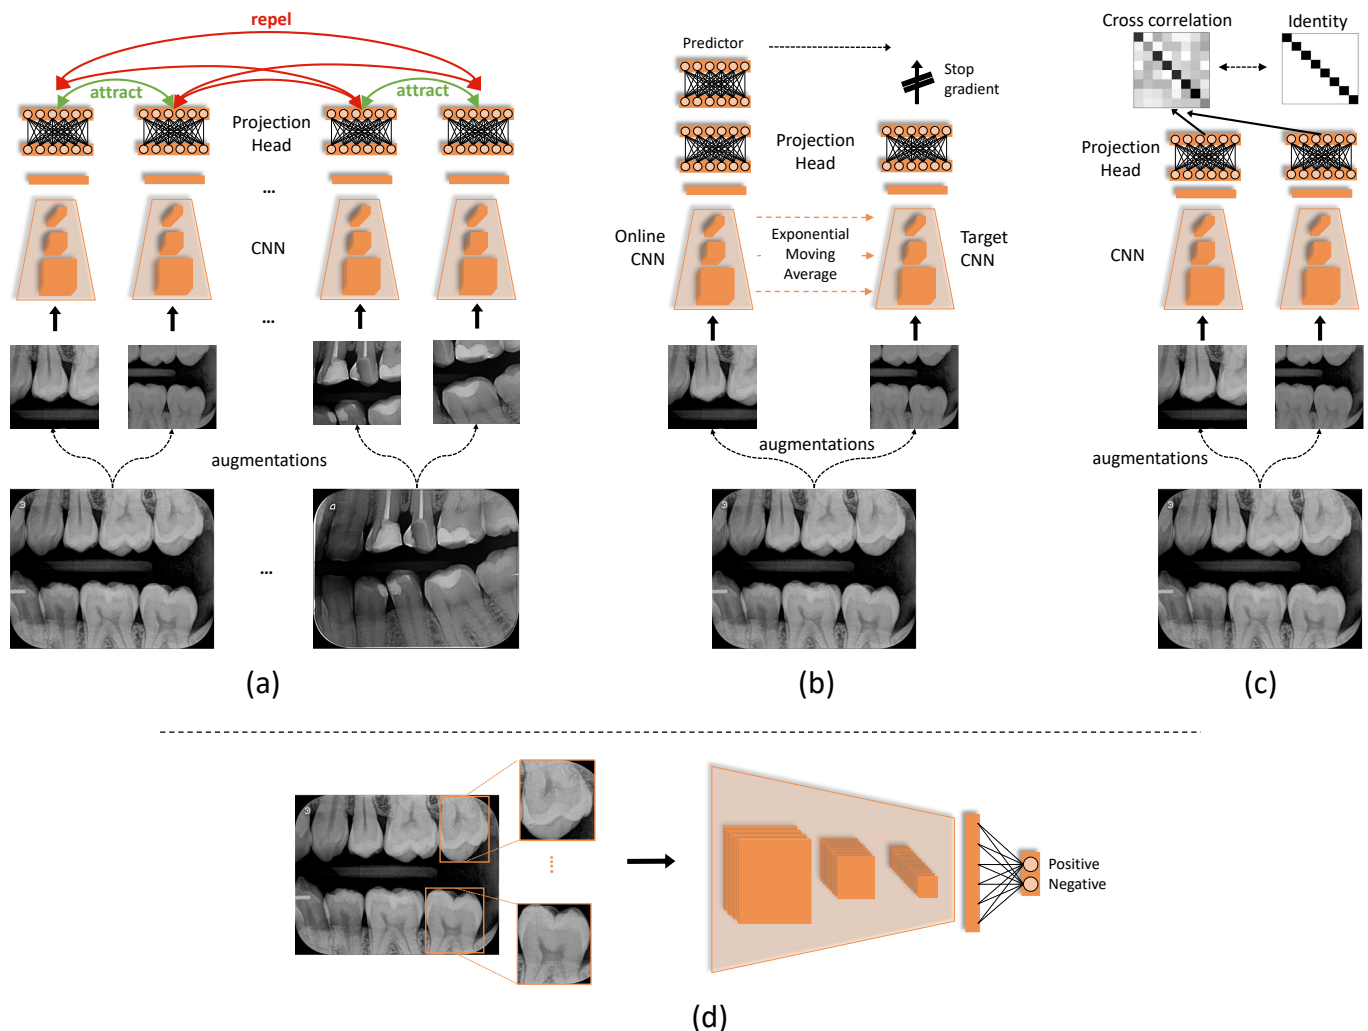 repel
attract
attract
Projection
Head
...
CNN
...
augmentations
...
(a)
Predictor
Stop
gradient
Projection
Head
Online
CNN
Exponential
Moving
Average
Target
CNN
augmentations
(b)
Cross correlation
Identity
Projection
Head
CNN
augmentations
(c)
Positive
Negative
(d)